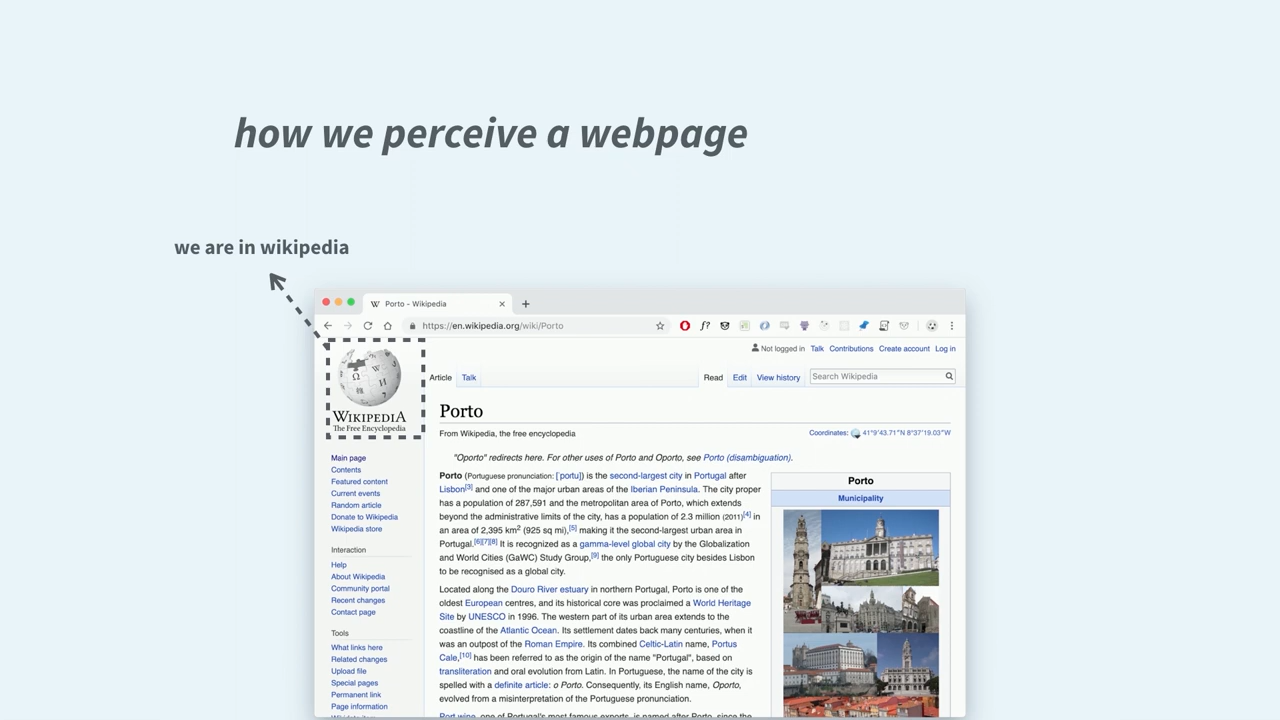 how we perceive a webpage
we are in wikipedia
Porto - Wikipedia
https://en.wikipedia.org/wiki/Porto
Not logged in Talk Contributions Create account Log in
Article Talk Read Edit View history Search Wikipedia
WIKIPEDIA
The Free Encyclopedia
Main page
Contents
Featured content
Current events
Random article
Donate to Wikipedia
Wikipedia store
Interaction
Help
About Wikipedia
Community portal
Recent changes
Contact page
Tools
What links here
Related changes
Upload file
Special pages
Permanent link
Page information
Porto
From Wikipedia, the free encyclopedia
Coordinates: 41°9′43.71″N 8°37′19.03″W
"Oporto" redirects here. For other uses of Porto and Oporto, see Porto (disambiguation).
Porto (Portuguese pronunciation: [ˈpoɾtu]) is the second-largest city in Portugal after
Lisbon[3] and one of the major urban areas of the Iberian Peninsula. The city proper
has a population of 287,591 and the metropolitan area of Porto, which extends
beyond the administrative limits of the city, has a population of 2.3 million (2011)[4] in
an area of 2,395 km2 (925 sq mi),[5] making it the second-largest urban area in
Portugal.[6][7][8] It is recognized as a gamma-level global city by the Globalization
and World Cities (GaWC) Study Group,[9] the only Portuguese city besides Lisbon
to be recognised as a global city.
Located along the Douro River estuary in northern Portugal, Porto is one of the
oldest European centres, and its historical core was proclaimed a World Heritage
Site by UNESCO in 1996. The western part of its urban area extends to the
coastline of the Atlantic Ocean. Its settlement dates back many centuries, when it
was an outpost of the Roman Empire. Its combined Celtic-Latin name, Portus
Cale,[10] has been referred to as the origin of the name "Portugal", based on
transliteration and oral evolution from Latin. In Portuguese, the name of the city is
spelled with a definite article: o Porto. Consequently, its English name, Oporto,
evolved from a misinterpretation of the Portuguese pronunciation.
Port wine, one of Portugal's most famous exports, is named after Porto, since the
Porto
Municipality